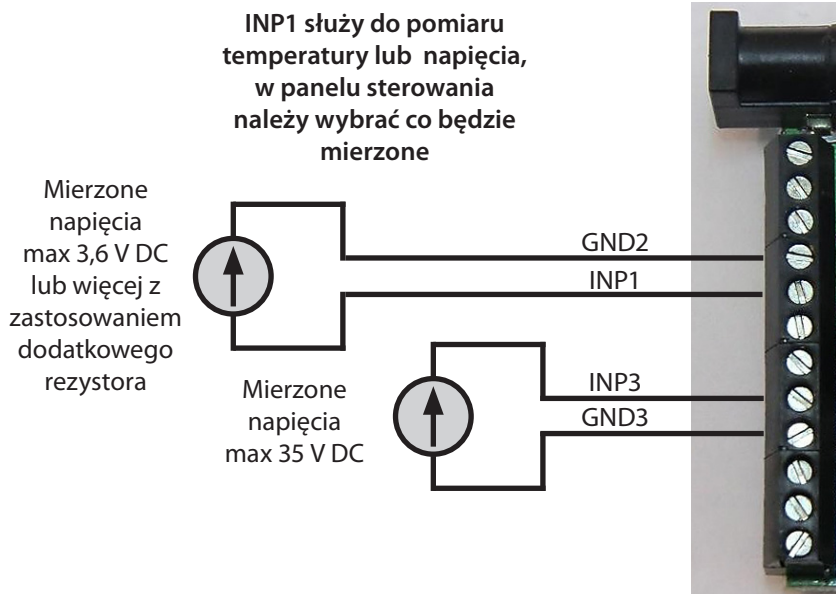 INP1 służy do pomiaru
temperatury lub napięcia,
w panelu sterowania
należy wybrać co będzie
mierzone
Mierzone
napięcia
max 3,6 V DC
lub więcej z
zastosowaniem
dodatkowego
rezystora
GND2
INP1
Mierzone
napięcia
max 35 V DC
INP3
GND3